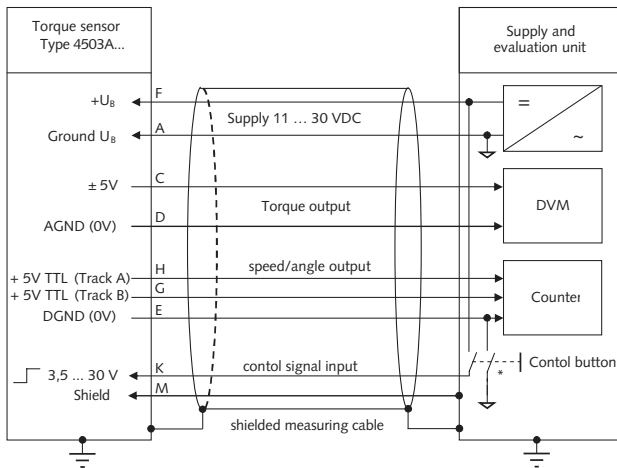 Torque sensor
Type 4503A...
Supply and
evaluation unit
+UB
F
Supply 11 ... 30 VDC
=
~
Ground UB
A
± 5V
C
Torque output
DVM
AGND (0V)
D
+ 5V TTL (Track A)
H
speed/angle output
+ 5V TTL (Track B)
G
Counter
DGND (0V)
E
3,5 ... 30 V
K
contol signal input
*
Contol button
Shield
M
shielded measuring cable